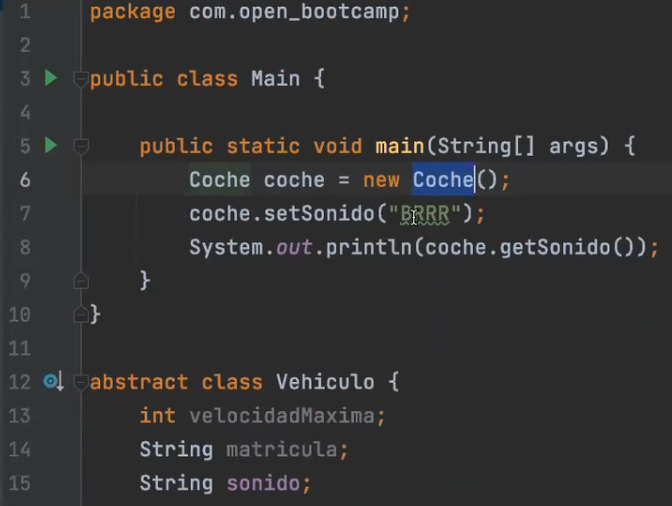 1 package com.open_bootcamp;
2
3 public class Main {
4
5 public static void main(String[] args) {
6 Coche coche = new Coche();
7 coche.setSonido("BRRR");
8 System.out.println(coche.getSonido());
9 }
10 }
11
12 abstract class Vehiculo {
13 int velocidadMaxima;
14 String matricula;
15 String sonido;